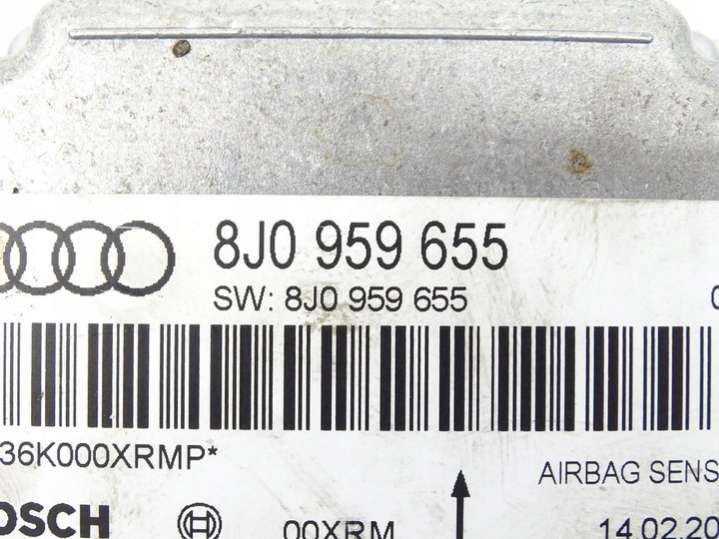 8J0 959 655
SW: 8J0 959 655
36K000XRMP*
AIRBAG SENS
OSCH
00XRM
14.02.20